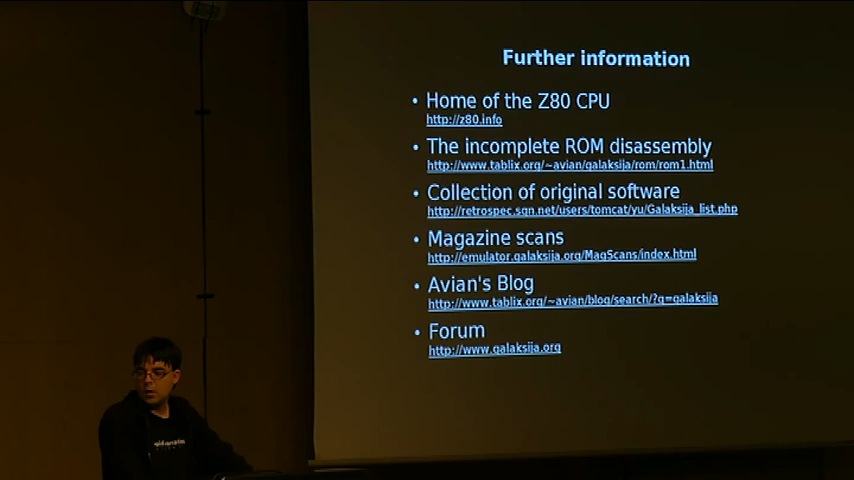 Further information
• Home of the Z80 CPU
http://z80.info
• The incomplete ROM disassembly
http://www.tablix.org/~avian/galaksija/rom/rom1.html
• Collection of original software
http://retrospec.sgn.net/users/tomcat/yu/Galaksija_list.php
• Magazine scans
http://emulator.galaksija.org/MagScans/index.html
• Avian's Blog
http://www.tablix.org/~avian/blog/search/?q=galaksija
• Forum
http://www.galaksija.org